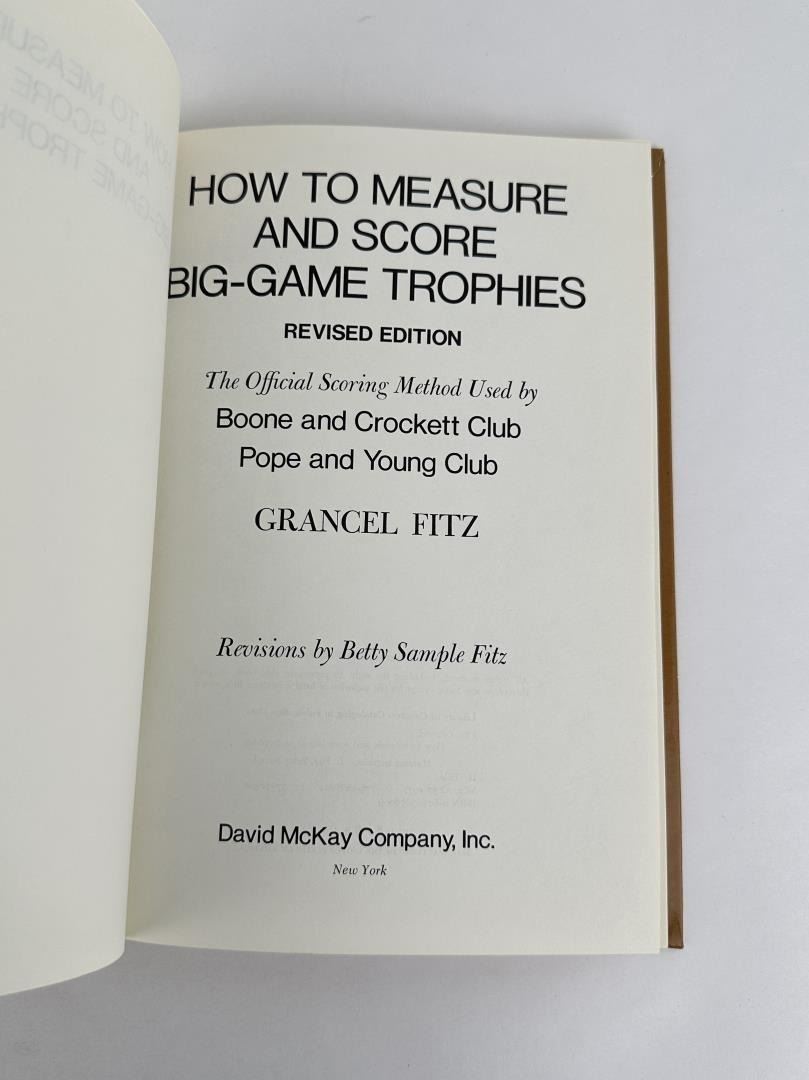 HOW TO MEASURE
AND SCORE
BIG-GAME TROPHIES
REVISED EDITION
The Official Scoring Method Used by
Boone and Crockett Club
Pope and Young Club
GRANCEL FITZ
Revisions by Betty Sample Fitz
David McKay Company, Inc.
New York